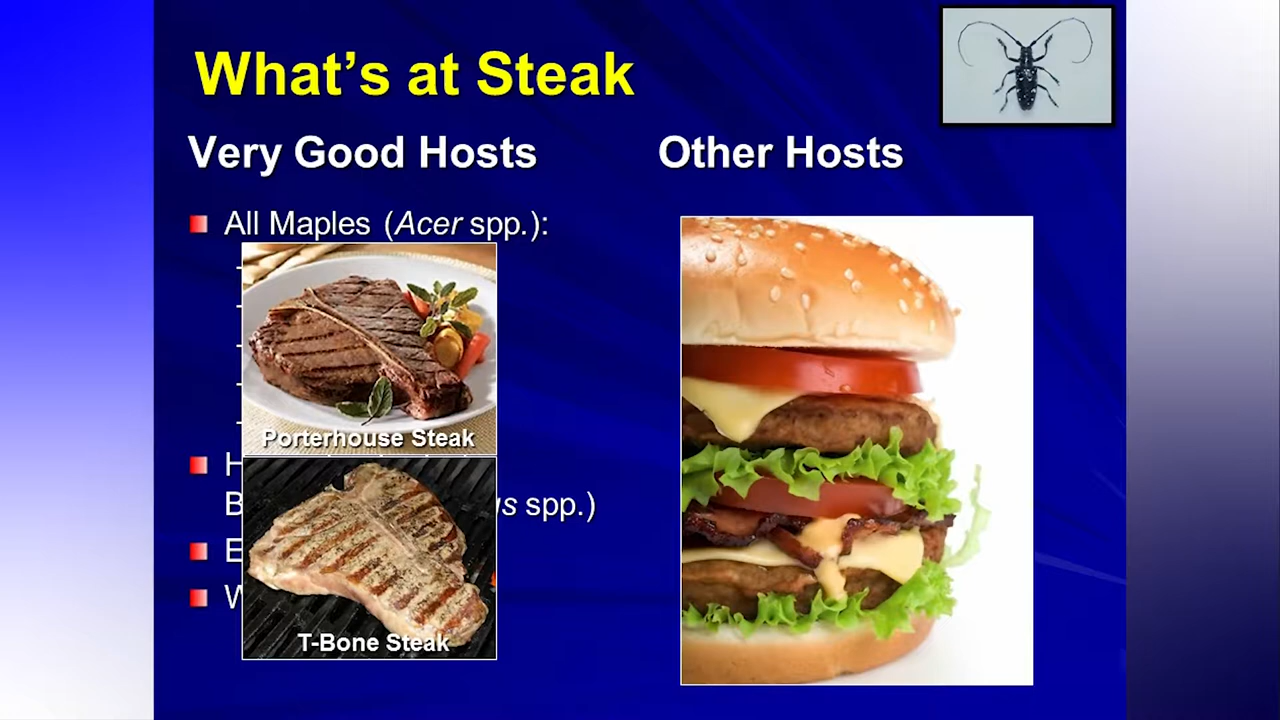 What's at Steak
Very Good Hosts
Other Hosts
All Maples (Acer spp.):
Porterhouse Steak
spp.)
T-Bone Steak